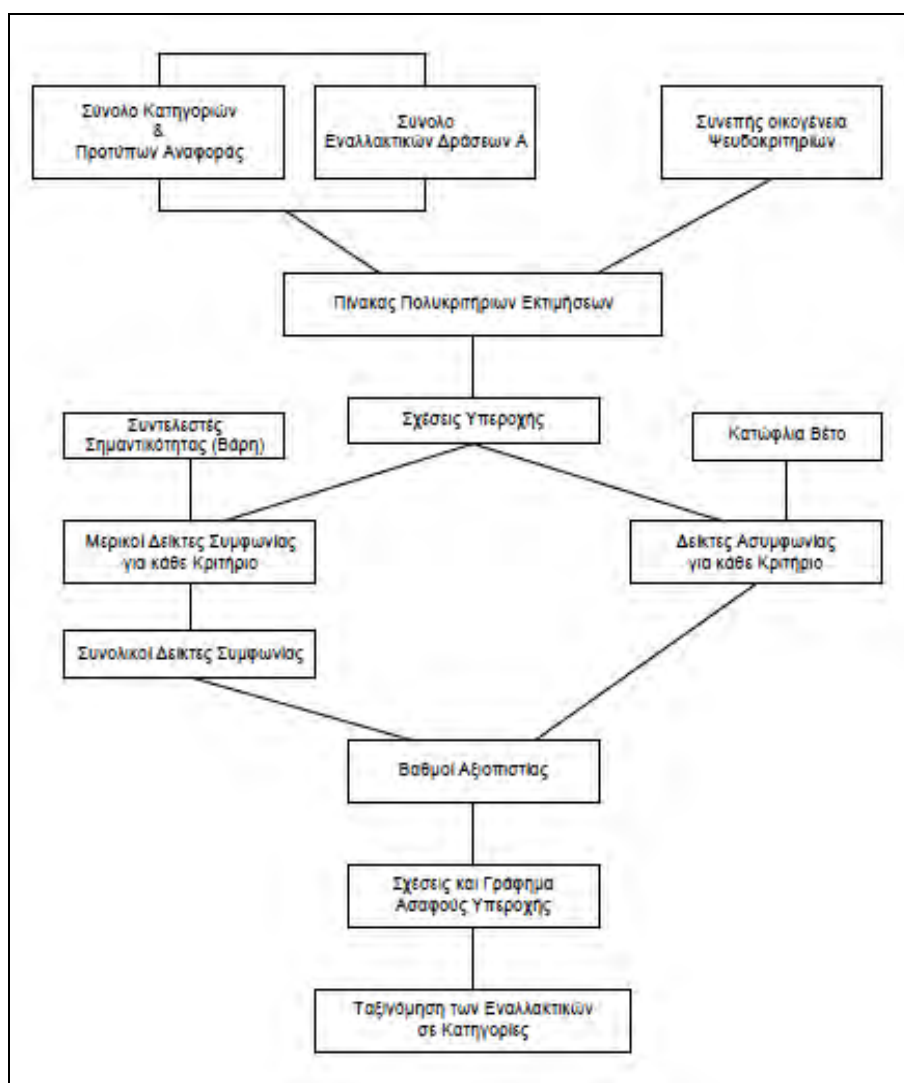 Σύνολο Κατηγοριών
&
Προτύπων Αναφοράς
Σύνολο
Εναλλακτικών Δράσεων Α
Συνεπής οικογένεια
Ψευδοκριτηρίων
Πίνακας Πολυκριτήριων Εκτιμήσεων
Σχέσεις Υπεροχής
Συντελεστές
Σημαντικότητας (Βάρη)
Κατώφλια Βέτο
Μερικοί Δείκτες Συμφωνίας
για κάθε Κριτήριο
Δείκτες Ασυμφωνίας
για κάθε Κριτήριο
Συνολικοί Δείκτες Συμφωνίας
Βαθμοί Αξιοπιστίας
Σχέσεις και Γράφημα
Ασαφούς Υπεροχής
Ταξινόμηση των Εναλλακτικών
σε Κατηγορίες